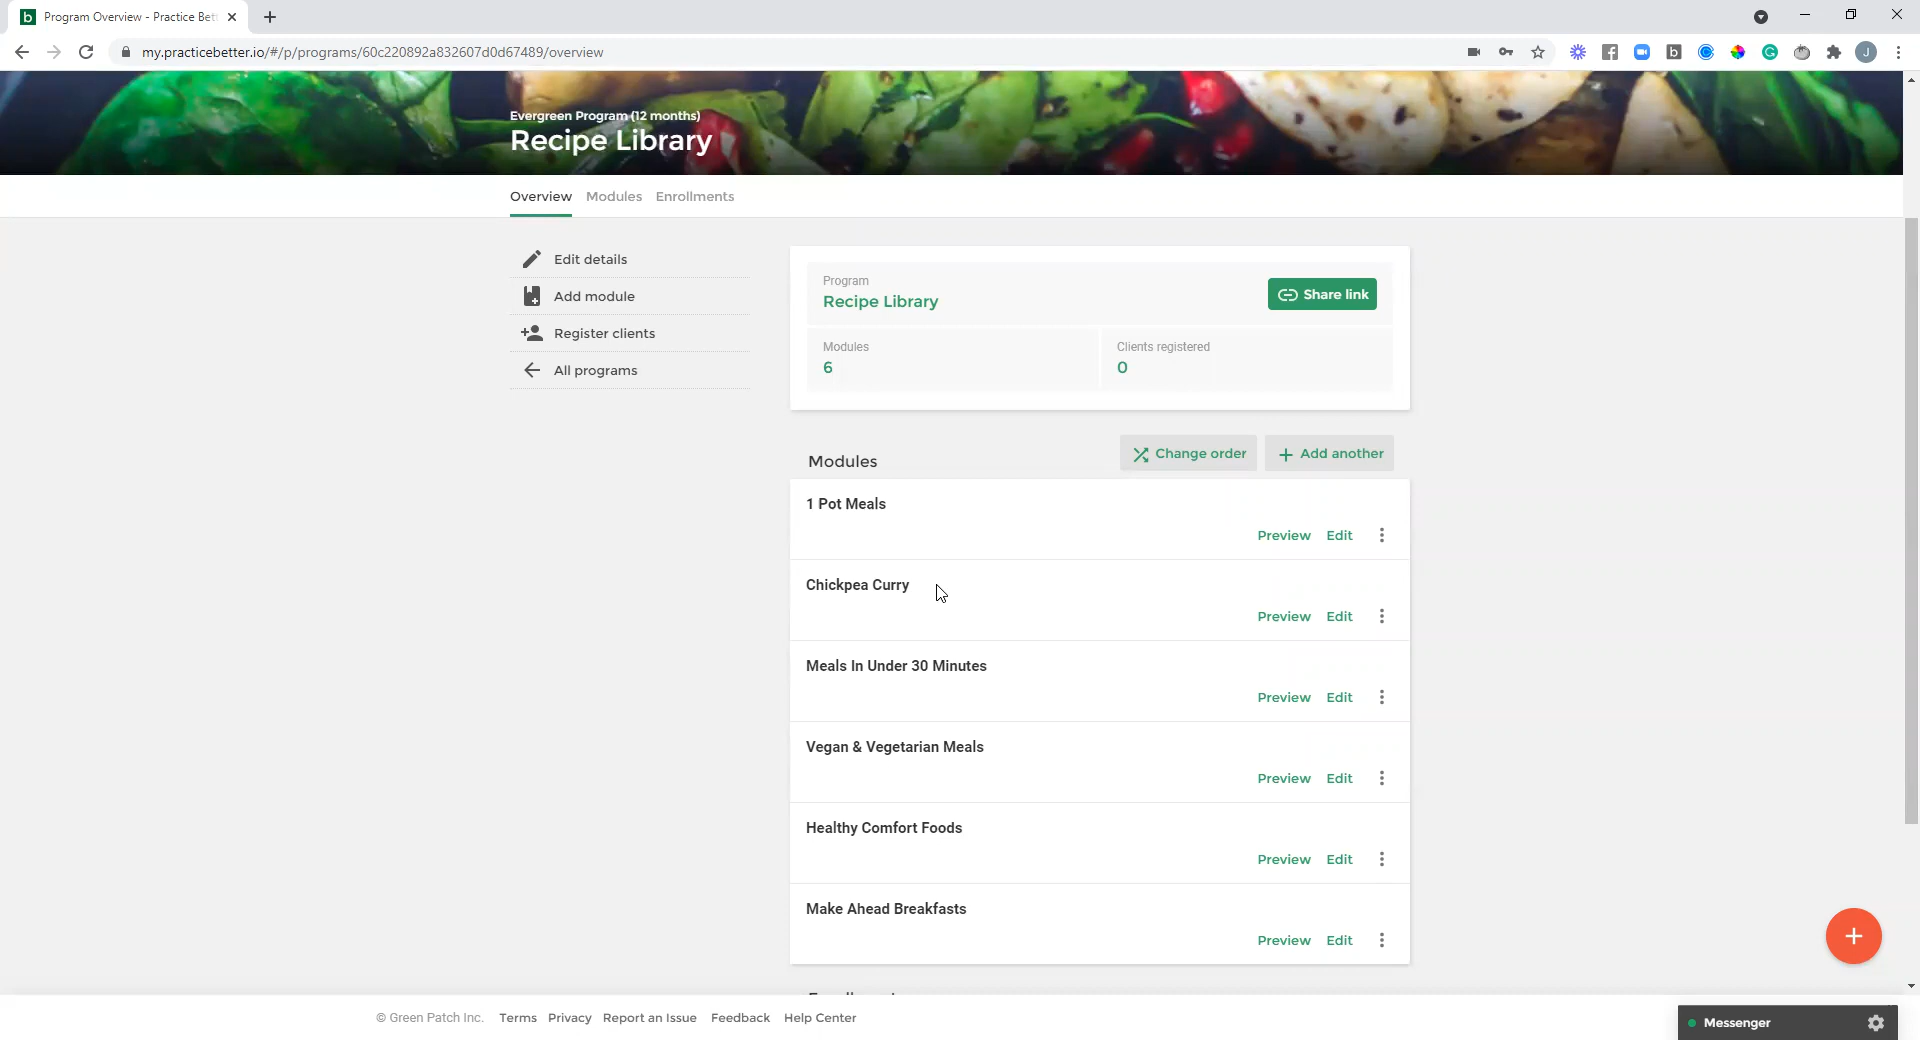 Program Overview - Practice Bet
my.practicebetter.io/#/p/programs/60c220892a832607d0d67489/overview
Evergreen Program (12 months)
Recipe Library
Overview Modules Enrollments
Edit details
Add module
Register clients
All programs
Program
Recipe Library
Share link
Modules
6
Clients registered
0
Modules
Change order
Add another
1 Pot Meals
Preview Edit
Chickpea Curry
Preview Edit
Meals In Under 30 Minutes
Preview Edit
Vegan & Vegetarian Meals
Preview Edit
Healthy Comfort Foods
Preview Edit
Make Ahead Breakfasts
Preview Edit
© Green Patch Inc. Terms Privacy Report an Issue Feedback Help Center
Messenger